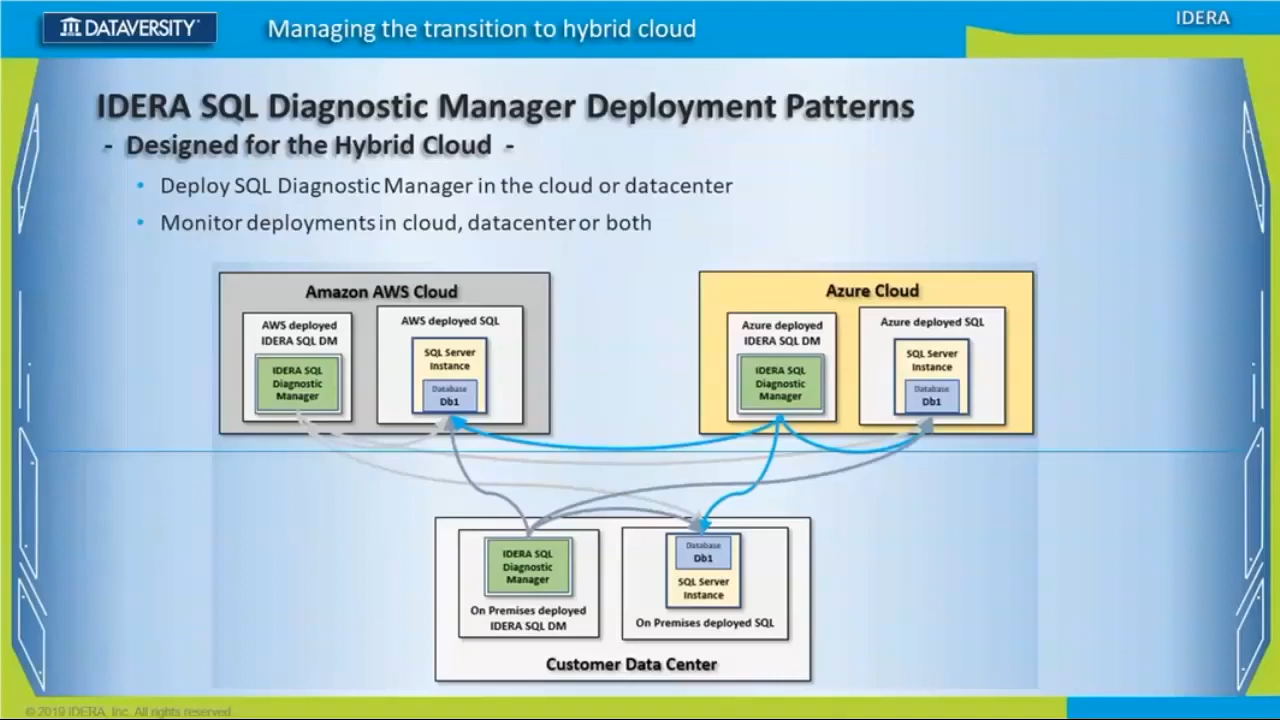 DATAVERSITY
Managing the transition to hybrid cloud
IDERA
IDERA SQL Diagnostic Manager Deployment Patterns
- Designed for the Hybrid Cloud -
• Deploy SQL Diagnostic Manager in the cloud or datacenter
• Monitor deployments in cloud, datacenter or both
Amazon AWS Cloud
AWS deployed
IDERA SQL DM
IDERA SQL
Diagnostic
Manager
AWS deployed SQL
SQL Server
Instance
Database
Db1
Azure Cloud
Azure deployed
IDERA SQL DM
IDERA SQL
Diagnostic
Manager
Azure deployed SQL
SQL Server
Instance
Database
Db1
IDERA SQL
Diagnostic
Manager
On Premises deployed
IDERA SQL DM
Database
Db1
SQL Server
Instance
On Premises deployed SQL
Customer Data Center
© 2019 IDERA, Inc. All rights reserved